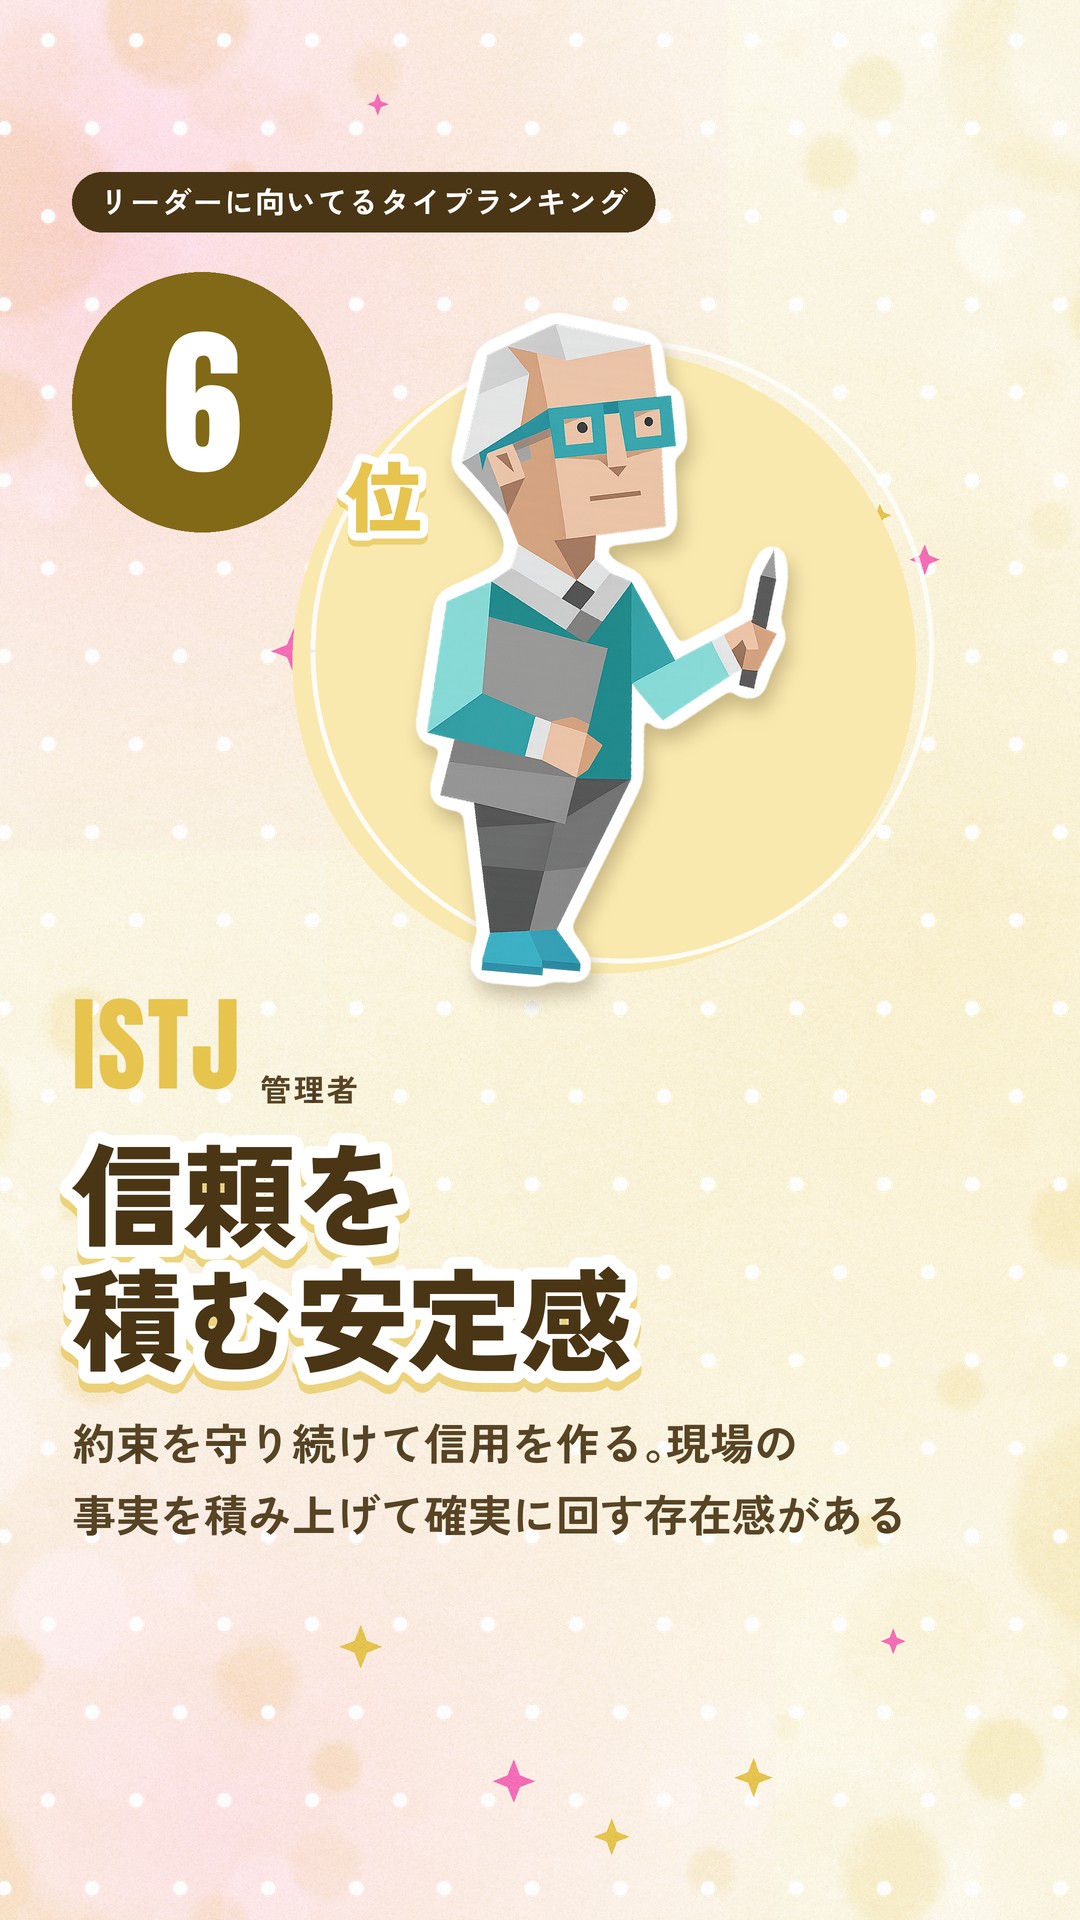 リーダーに向いてるタイプランキング
6
位
ISTJ
管理者
信頼を
積む安定感
約束を守り続けて信用を作る。現場の
事実を積み上げて確実に回す存在感がある